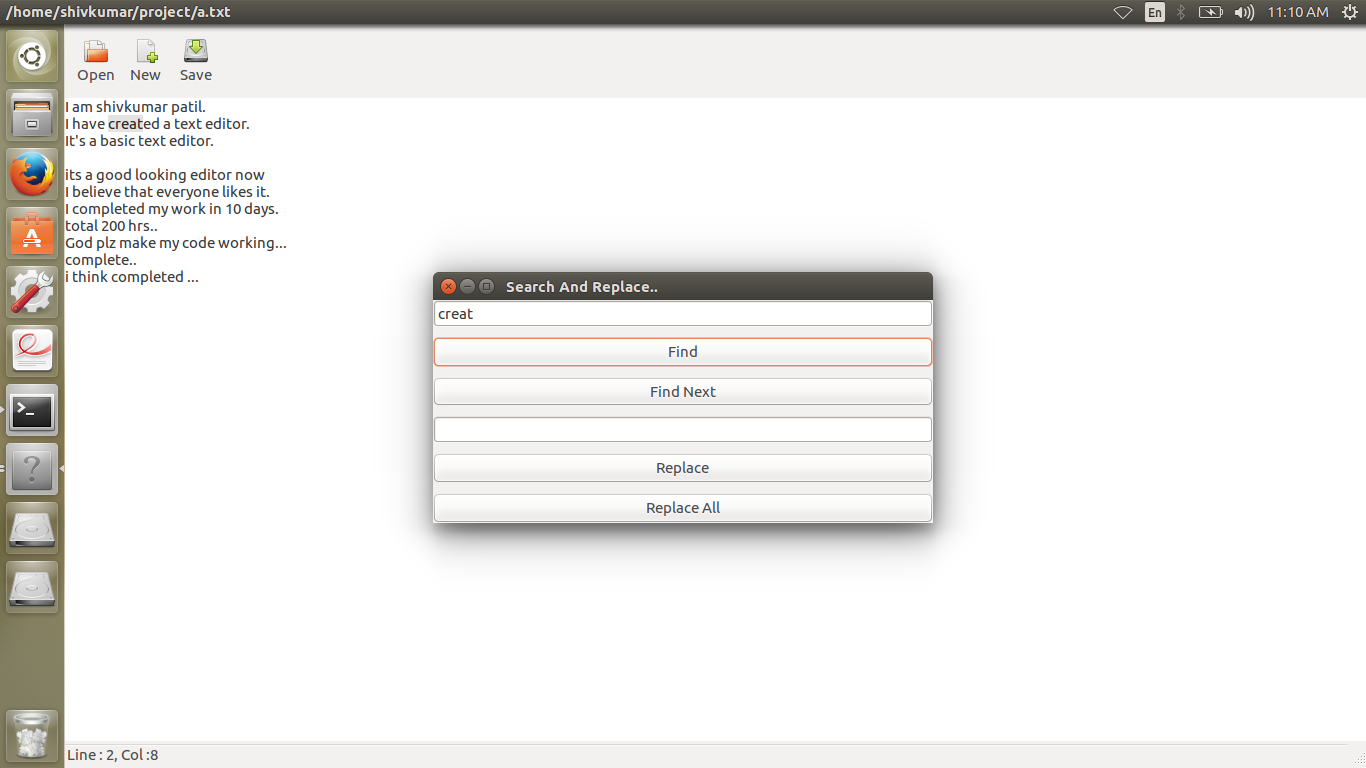 /home/shivkumar/project/a.txt
En
11:10 AM
Open New Save
I am shivkumar patil.
I have created a text editor.
It's a basic text editor.
its a good looking editor now
I believe that everyone likes it.
I completed my work in 10 days.
total 200 hrs..
God plz make my code working...
complete..
i think completed ...
Search And Replace..
creat
Find
Find Next
Replace
Replace All
Line : 2, Col :8